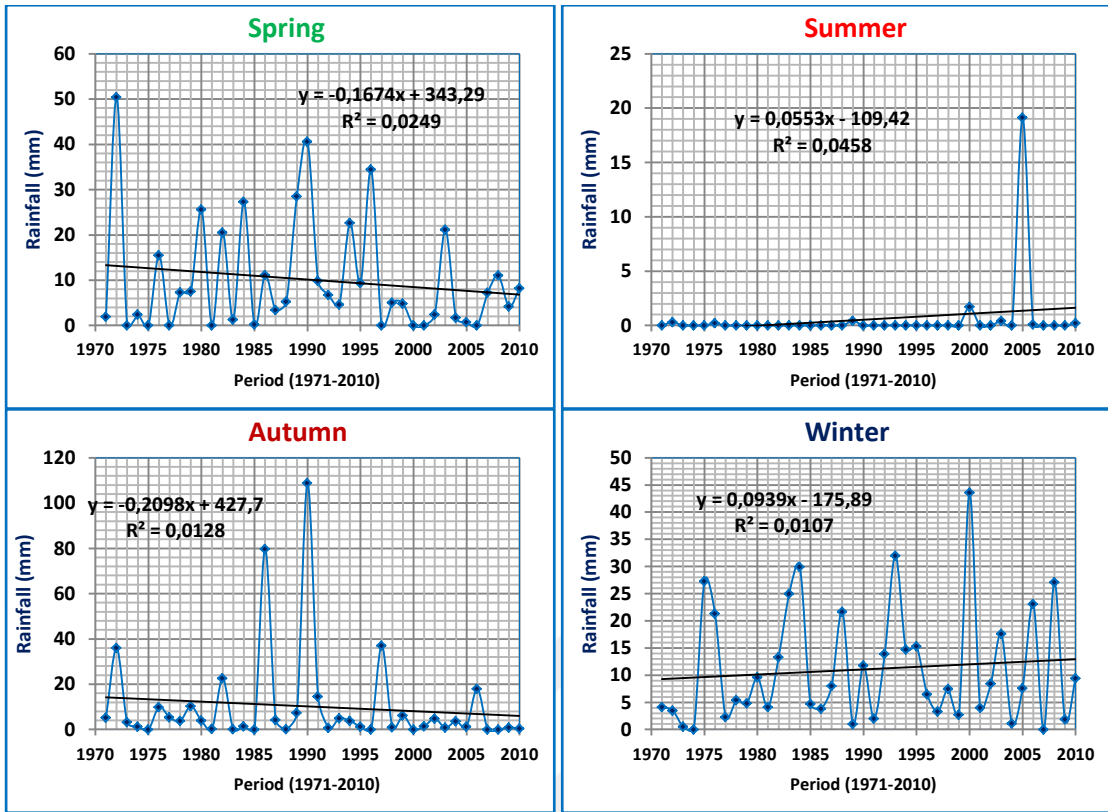 Spring
60
50
40
30
20
10
0
Rainfall (mm)
y = -0,1674x + 343,29
R² = 0,0249
1970 1975 1980 1985 1990 1995 2000 2005 2010
Period (1971-2010)
Summer
25
20
15
10
5
0
Rainfall (mm)
y = 0,0553x - 109,42
R² = 0,0458
1970 1975 1980 1985 1990 1995 2000 2005 2010
Period (1971-2010)
Autumn
120
100
80
60
40
20
0
Rainfall (mm)
y = -0,2098x + 427,7
R² = 0,0128
1970 1975 1980 1985 1990 1995 2000 2005 2010
Period (1971-2010)
Winter
50
45
40
35
30
25
20
15
10
5
0
Rainfall (mm)
y = 0,0939x - 175,89
R² = 0,0107
1970 1975 1980 1985 1990 1995 2000 2005 2010
Period (1971-2010)